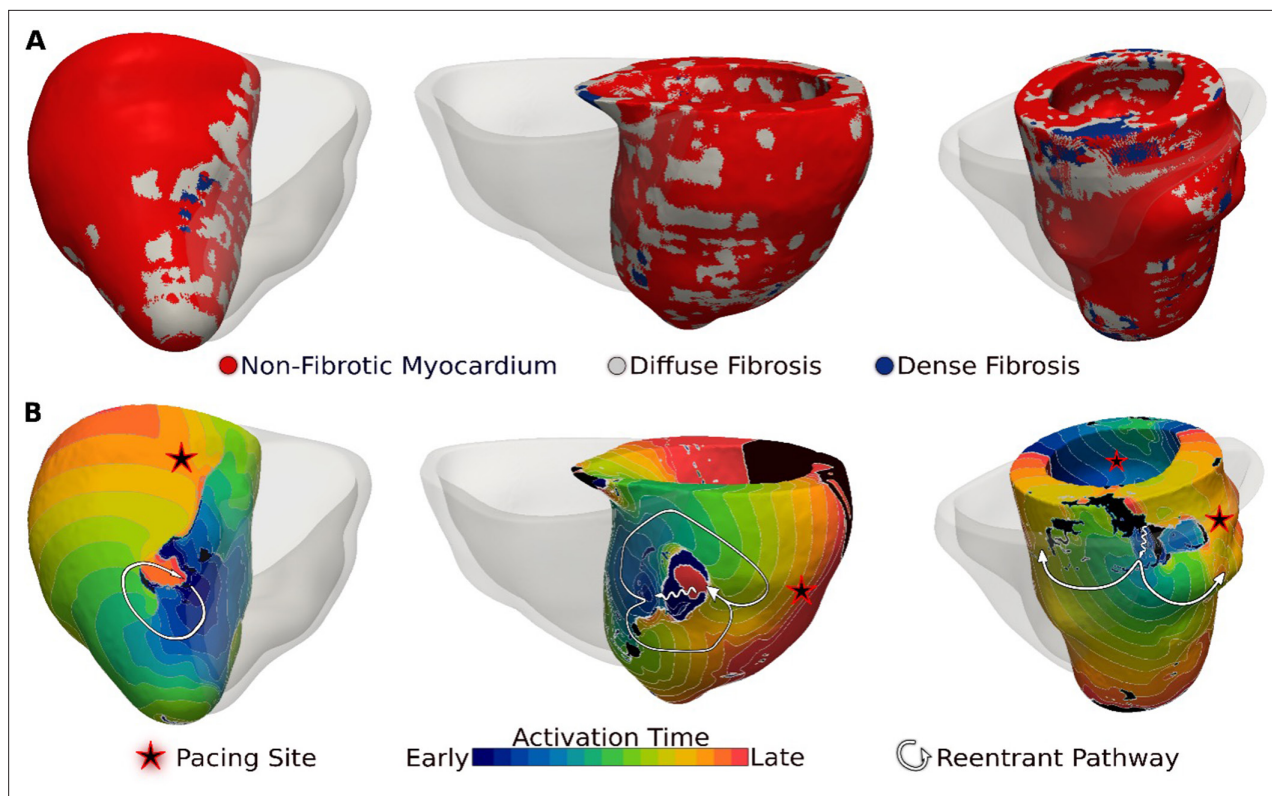 A
Non-Fibrotic Myocardium Diffuse Fibrosis Dense Fibrosis
B
Activation Time
Pacing Site Early Late Reentrant Pathway